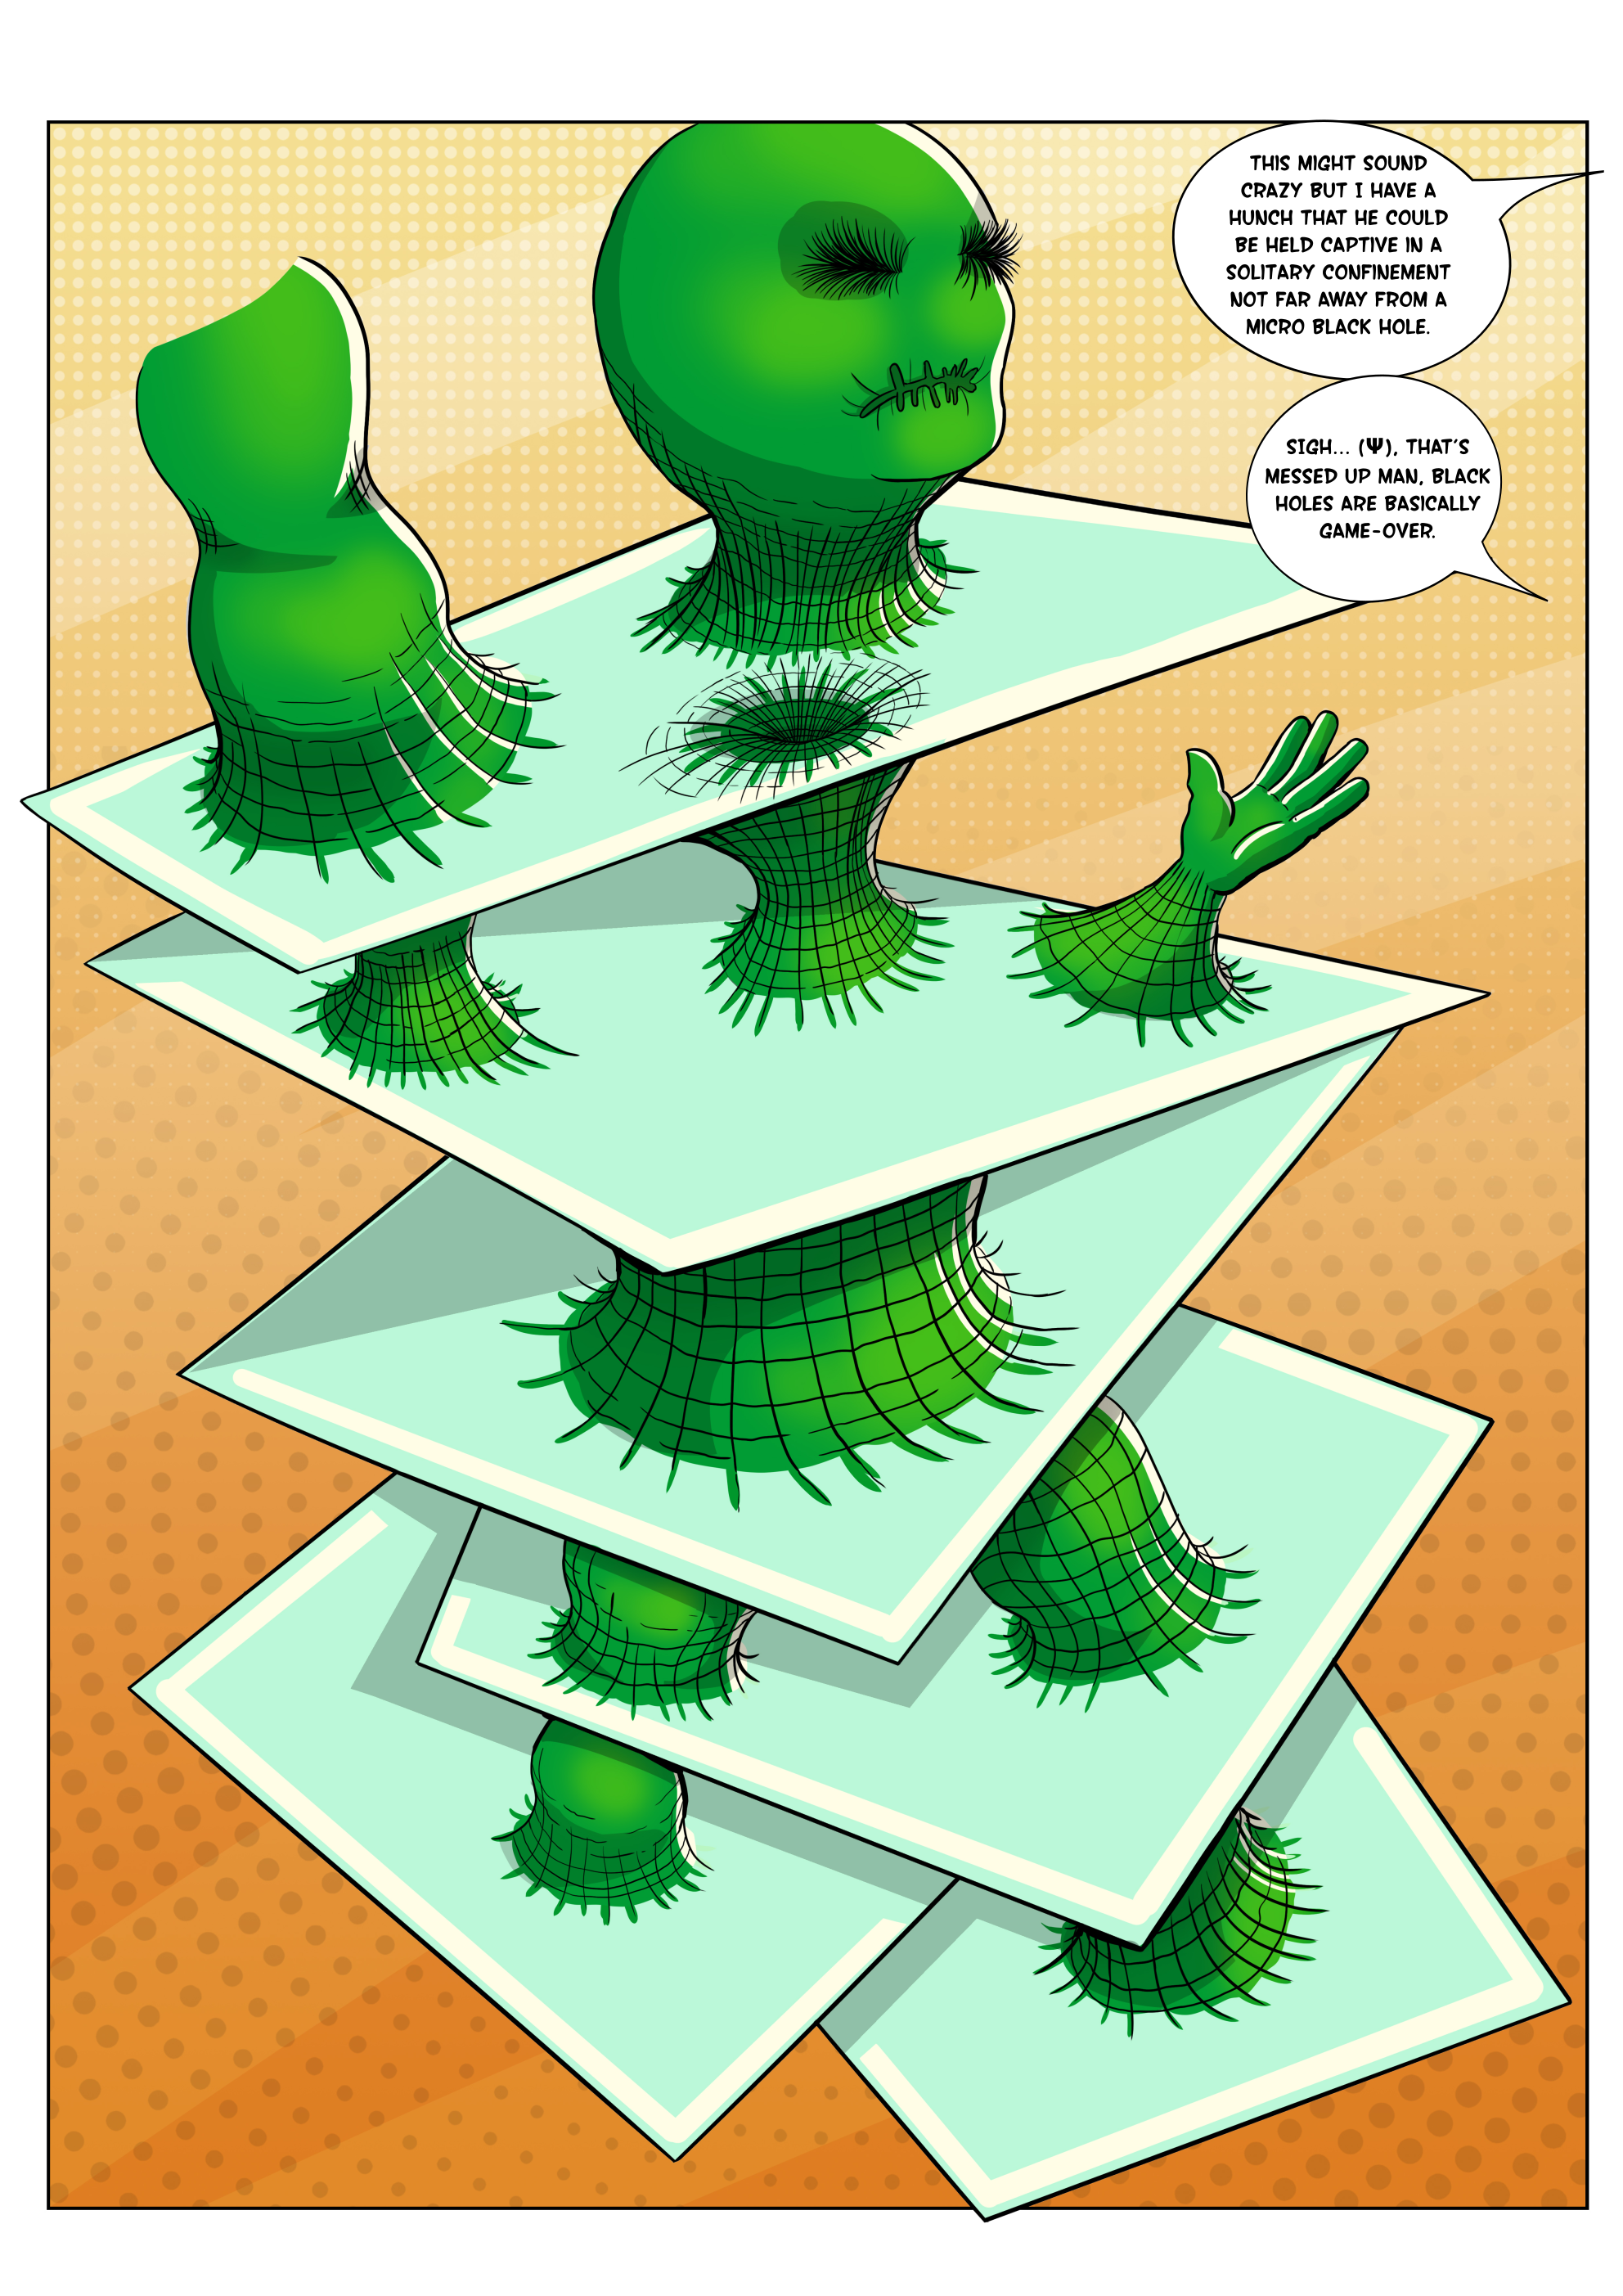 THIS MIGHT SOUND
CRAZY BUT I HAVE A
HUNCH THAT HE COULD
BE HELD CAPTIVE IN A
SOLITARY CONFINEMENT
NOT FAR AWAY FROM A
MICRO BLACK HOLE.
SIGH... (Ψ), THAT'S
MESSED UP MAN, BLACK
HOLES ARE BASICALLY
GAME-OVER.